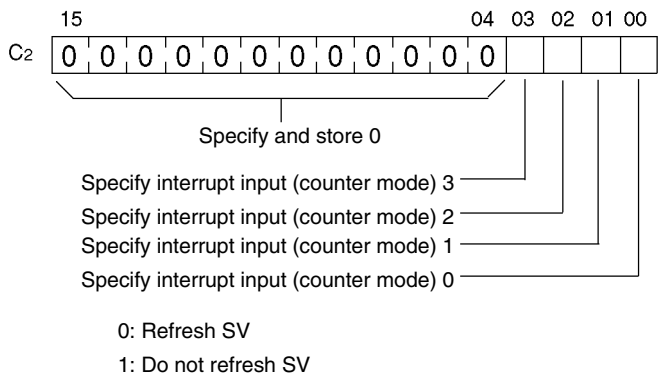 15 04 03 02 01 00
C2 0 0 0 0 0 0 0 0 0 0 0 0
Specify and store 0
Specify interrupt input (counter mode) 3
Specify interrupt input (counter mode) 2
Specify interrupt input (counter mode) 1
Specify interrupt input (counter mode) 0
0: Refresh SV
1: Do not refresh SV